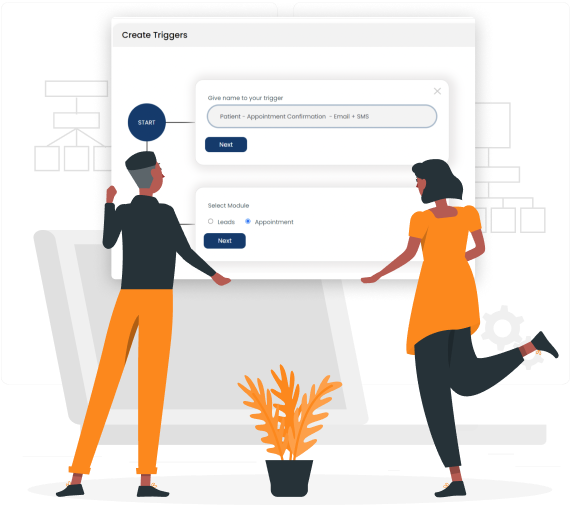 Create Triggers
Give name to your trigger
START
Patient - Appointment Confirmation - Email + SMS
Next
Select Module
Leads Appointment
Next